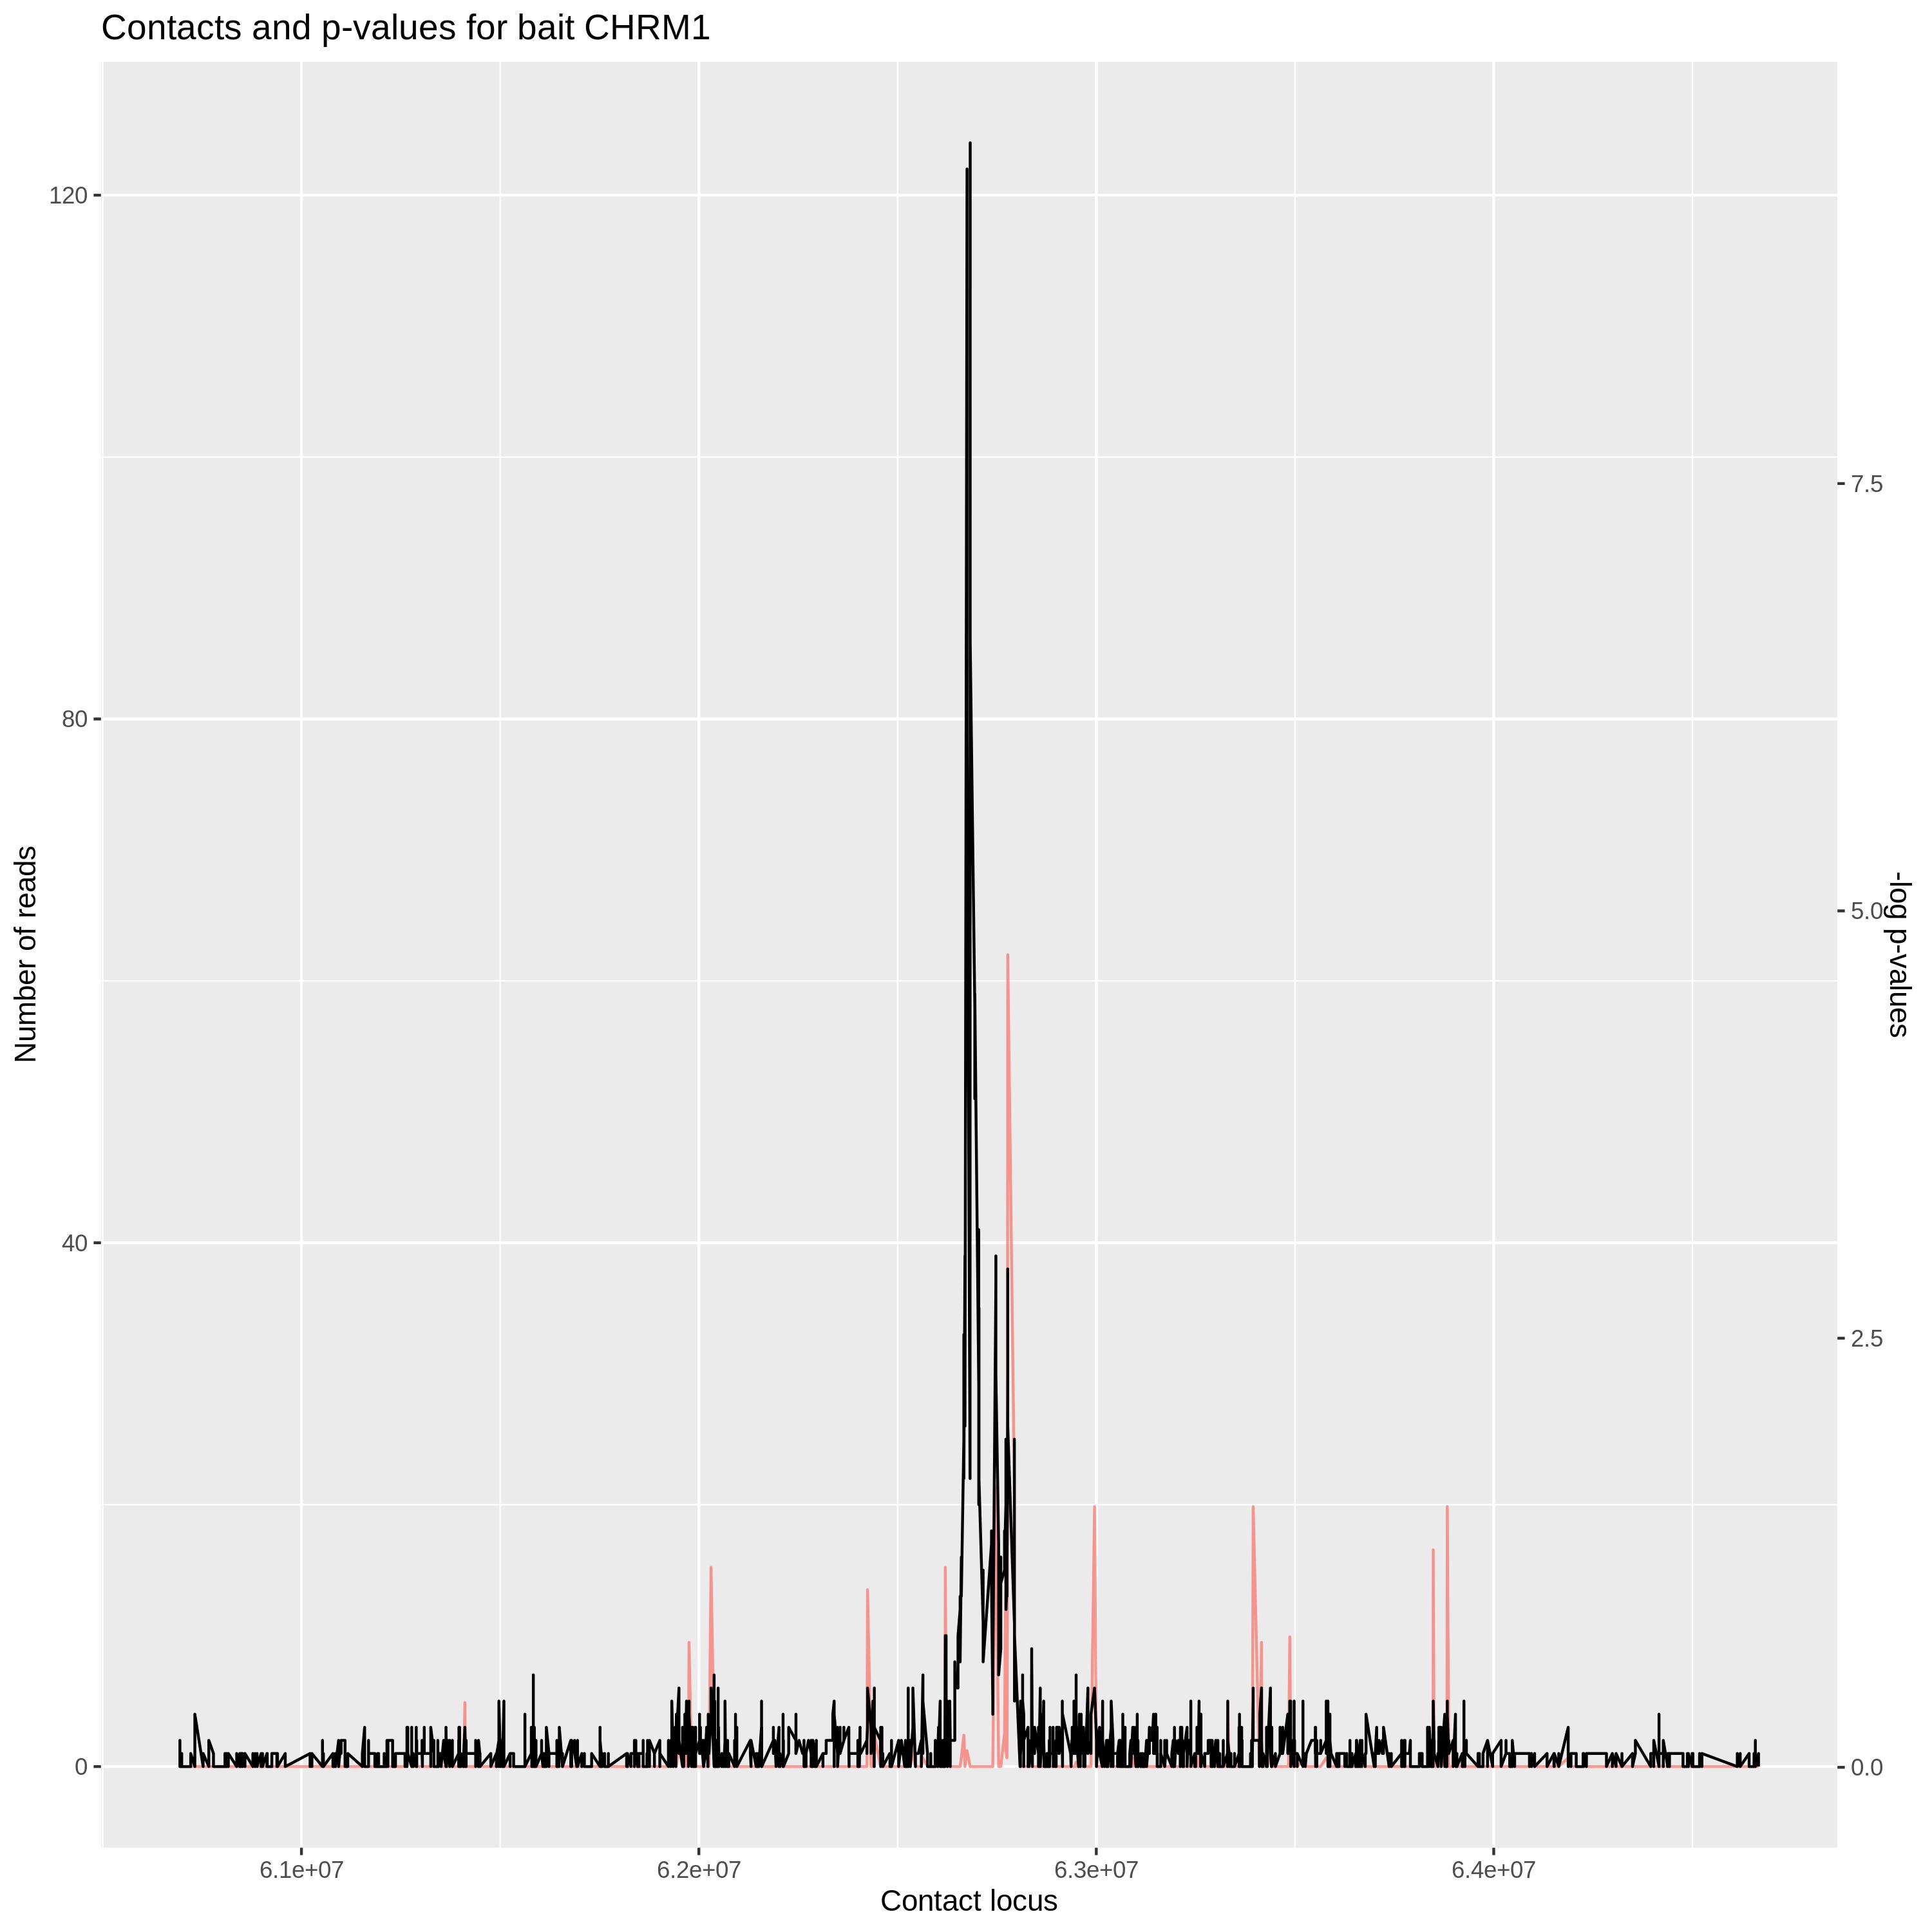 Contacts and p-values for bait CHRM1
120
80
40
0
Number of reads
7.5
5.0
2.5
0.0
-log p-values
6.1e+07
6.2e+07
6.3e+07
6.4e+07
Contact locus